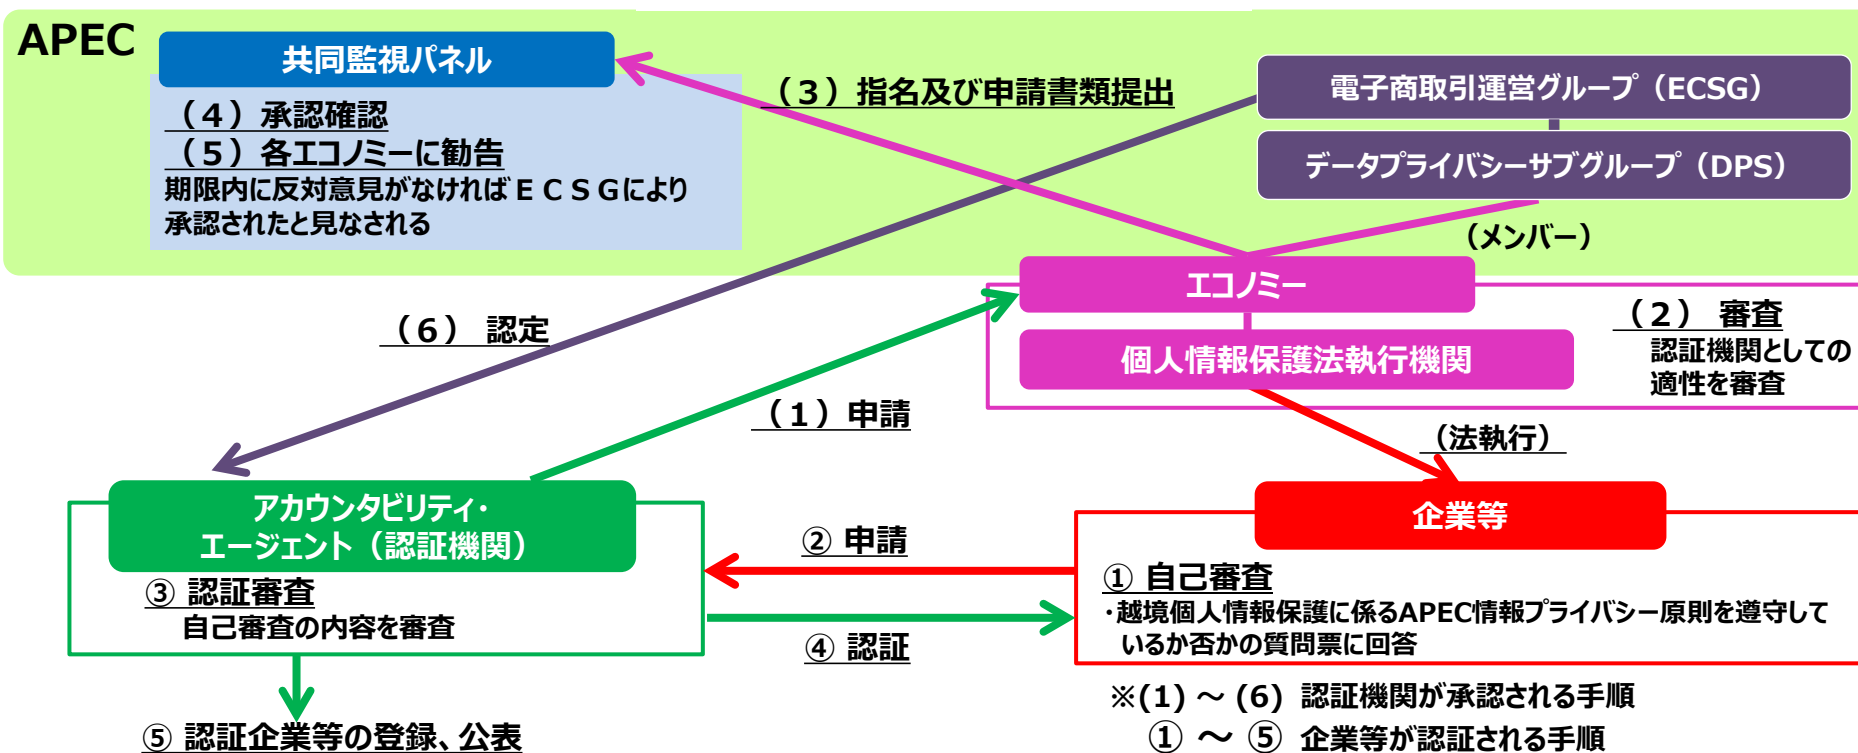 APEC
共同監視パネル
（4）承認確認
（5）各エコノミーに勧告
期限内に反対意見がなければＥＣＳＧにより
承認されたと見なされる
（3）指名及び申請書類提出
電子商取引運営グループ（ECSG）
データプライバシーサブグループ（DPS）
（メンバー）
エコノミー
個人情報保護法執行機関
（2） 審査
認証機関としての
適性を審査
（6） 認定
（1）申請
（法執行）
アカウンタビリティ・
エージェント（認証機関）
③ 認証審査
自己審査の内容を審査
② 申請
④ 認証
企業等
① 自己審査
・越境個人情報保護に係るAPEC情報プライバシー原則を遵守して
いるか否かの質問票に回答
⑤ 認証企業等の登録、公表
※(1) ～ (6) 認証機関が承認される手順
① ～ ⑤ 企業等が認証される手順